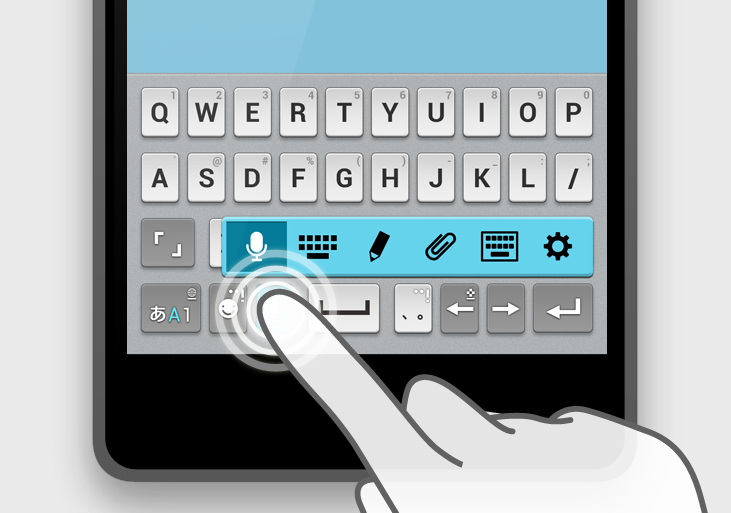 1 2 3 4 5 6 7 8 9 0
Q W E R T Y U I O P
@ # % ( ) - _ : ;
A S D F G H J K L /
「 」
あA1 、。